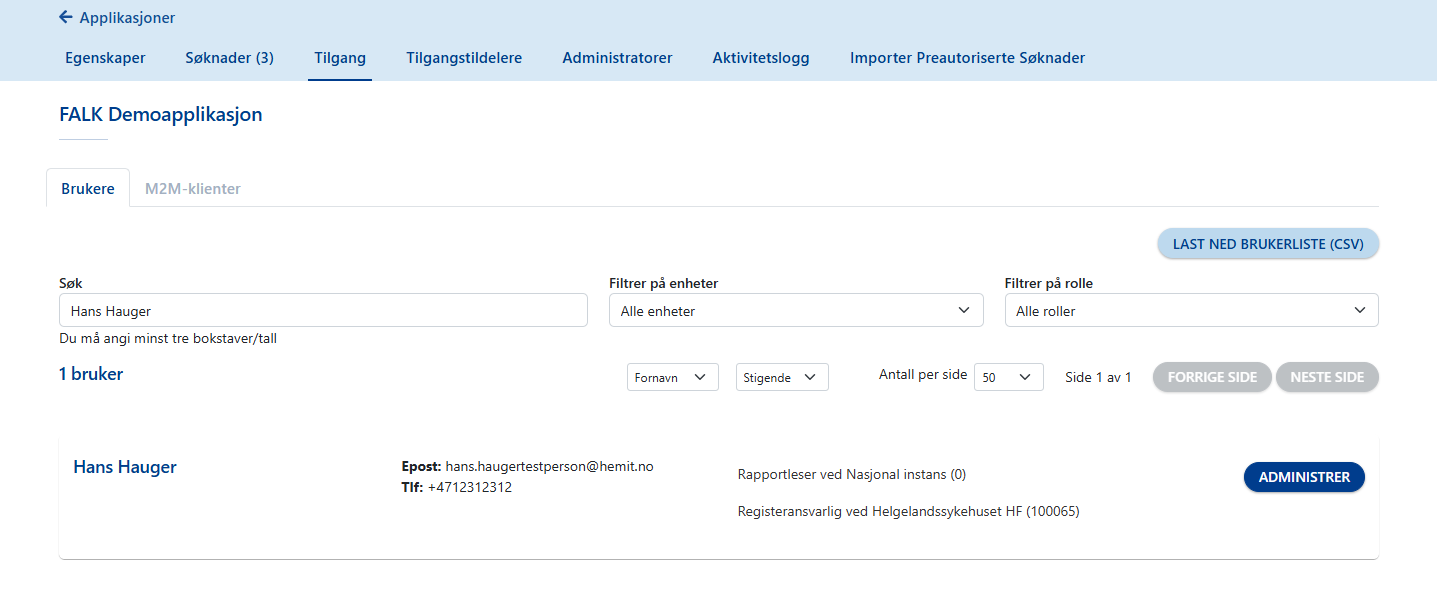 Applikasjoner
Egenskaper Søknader (3) Tilgang Tilgangstildelere Administratorer Aktivitetslogg Importer Preautoriserte Søknader
FALK Demoapplikasjon
Brukere M2M-klienter
LAST NED BRUKERLISTE (CSV)
Søk Filtrer på enheter Filtrer på rolle
Hans Hauger Alle enheter Alle roller
Du må angi minst tre bokstaver/tall
1 bruker Fornavn Stigende Antall per side 50 Side 1 av 1 FORRIGE SIDE NESTE SIDE
Hans Hauger Epost: hans.haugertestperson@hemit.no Rapportleser ved Nasjonal instans (0) ADMINISTRER
Tlf: +4712312312
Registeransvarlig ved Helgelandssykehuset HF (100065)